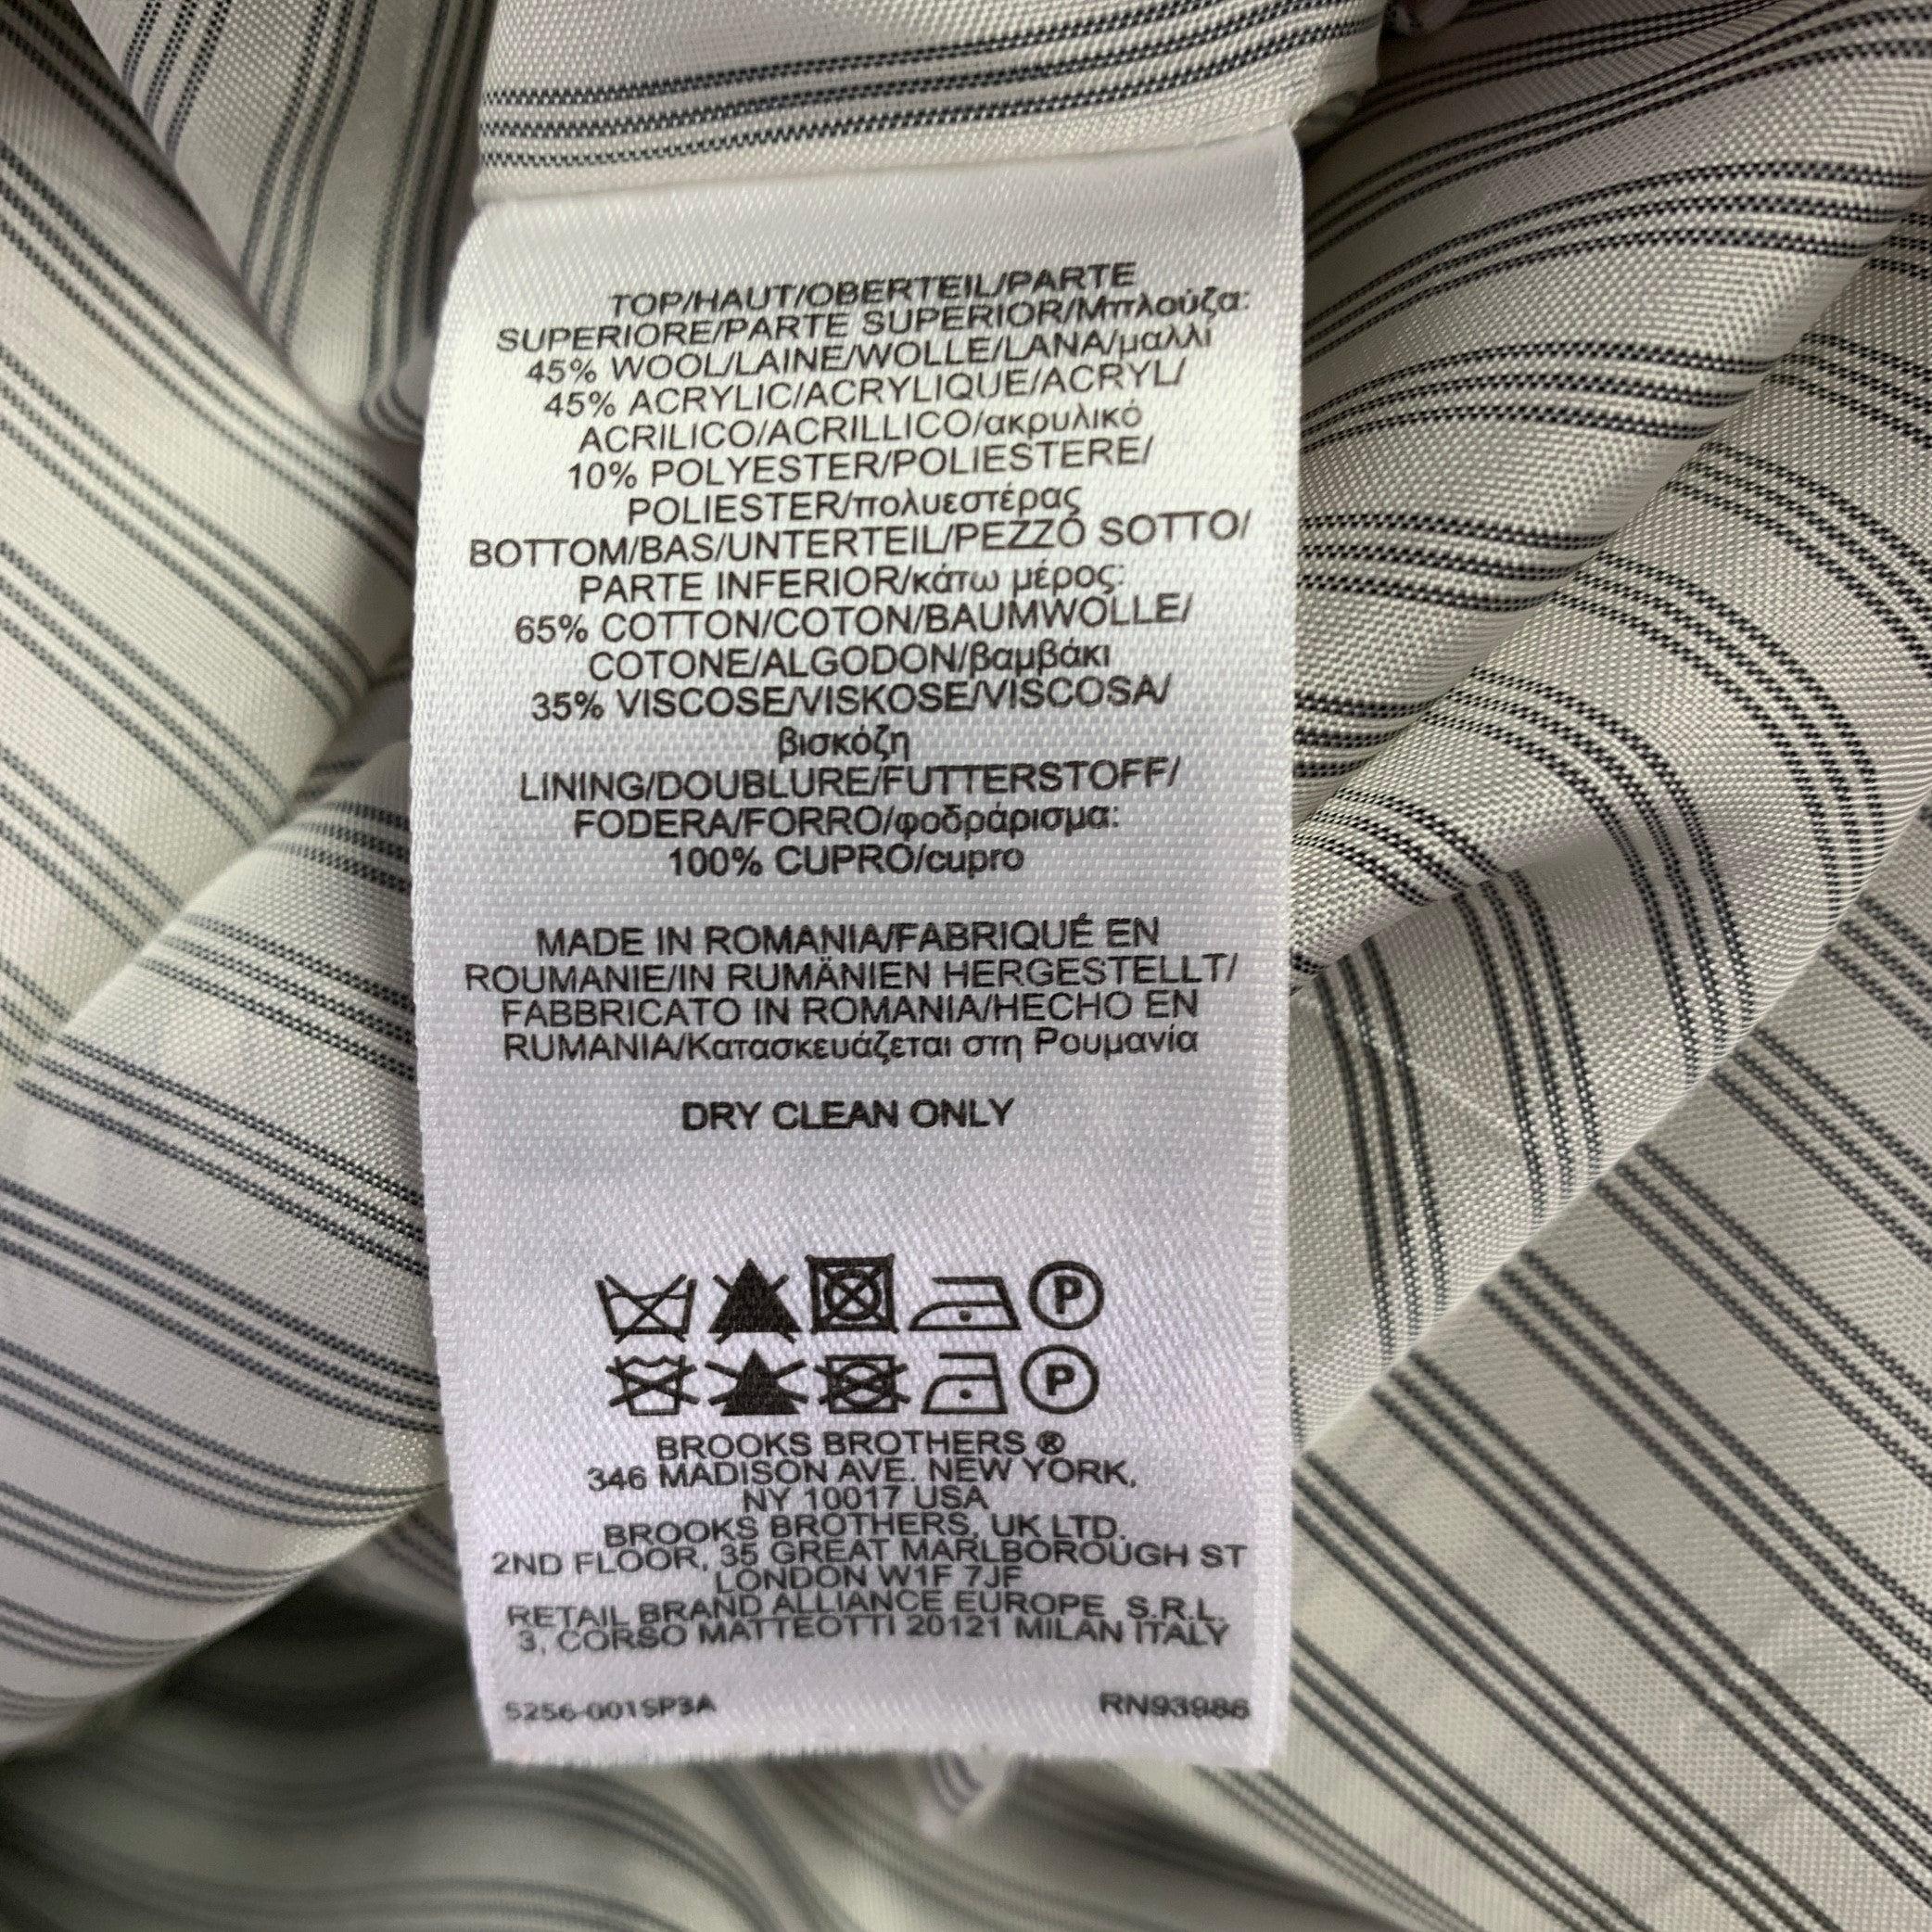 TOP/HAUT/OBERTEIL/PARTE
SUPERIORE/PARTE SUPERIOR/Μπλούζα:
45% WOOL/LAINE/WOLLE/LANA/μαλλί
45% ACRYLIC/ACRYLIQUE/ACRYL/
ACRILICO/ACRILLICO/ακρυλικό
10% POLYESTER/POLIESTERE/
POLIESTER/πολυεστέρας
BOTTOM/BAS/UNTERTEIL/PEZZO SOTTO/
PARTE INFERIOR/κάτω μέρος:
65% COTTON/COTON/BAUMWOLLE/
COTONE/ALGODON/βαμβάκι
35% VISCOSE/VISKOSE/VISCOSA/
βισκόζη
LINING/DOUBLURE/FUTTERSTOFF/
FODERA/FORRO/φοδράρισμα:
100% CUPRO/cupro
MADE IN ROMANIA/FABRIQUÉ EN
ROUMANIE/IN RUMÄNIEN HERGESTELLT/
FABBRICATO IN ROMANIA/HECHO EN
RUMANIA/Κατασκευάζεται στη Ρουμανία
DRY CLEAN ONLY
P
P
BROOKS BROTHERS ®
346 MADISON AVE. NEW YORK,
NY 10017 USA
BROOKS BROTHERS, UK LTD.
2ND FLOOR, 35 GREAT MARLBOROUGH ST
LONDON W1F 7JF
RETAIL BRAND ALLIANCE EUROPE S.R.L.
3, CORSO MATTEOTTI 20121 MILAN ITALY
5256-001SP3A RN93986